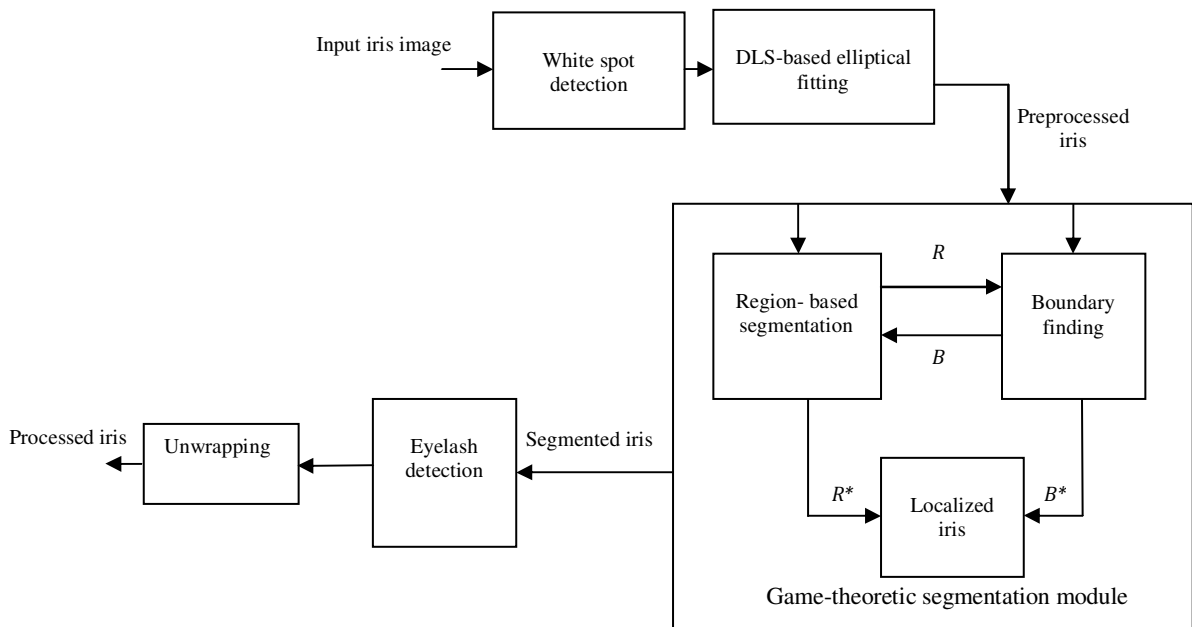 Input iris image
White spot
detection
DLS-based elliptical
fitting
Preprocessed
iris
R
Region- based
segmentation
Boundary
finding
B
Processed iris
Unwrapping
Eyelash
detection
Segmented iris
R*
Localized
iris
B*
Game-theoretic segmentation module